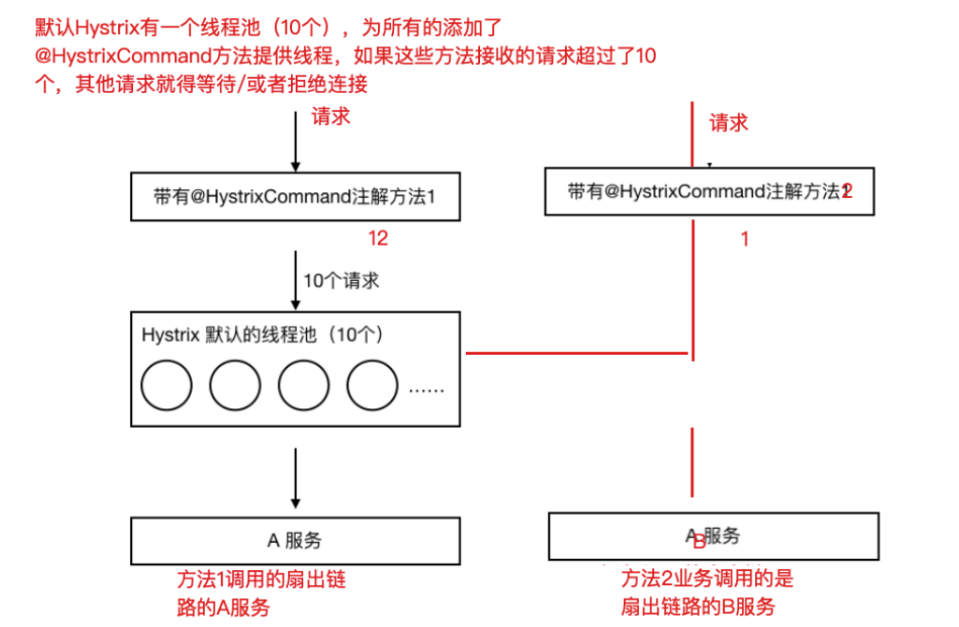 默认Hystrix有一个线程池（10个），为所有的添加了
@HystrixCommand方法提供线程，如果这些方法接收的请求超过了10
个，其他请求就得等待/或者拒绝连接
请求
请求
带有@HystrixCommand注解方法1
带有@HystrixCommand注解方法2
12
1
10个请求
Hystrix 默认的线程池（10个）
......
A 服务
B 服务
方法1调用的扇出链
路的A服务
方法2业务调用的是
扇出链路的B服务